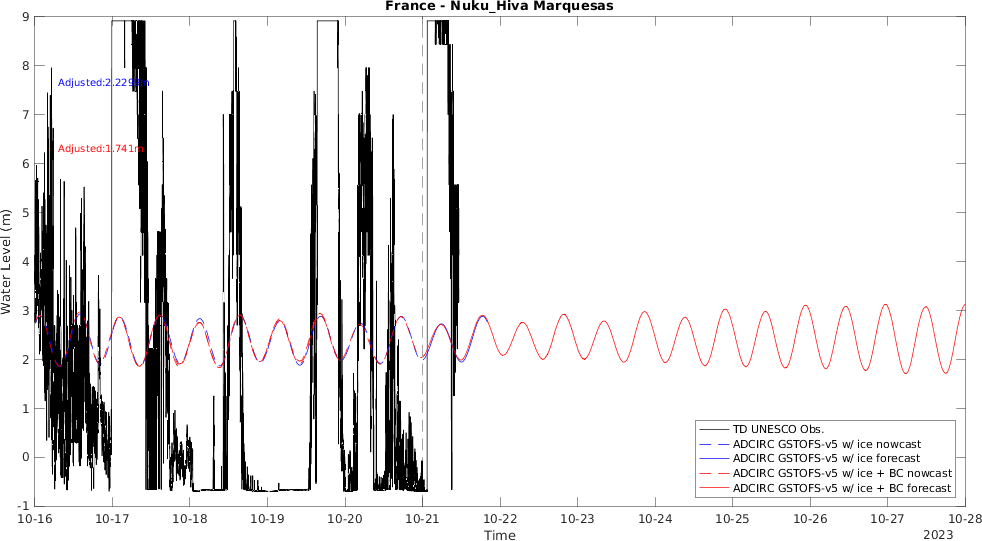 France - Nuku_Hiva Marquesas
Water Level (m)
9
8
7
6
5
4
3
2
1
0
-1
Adjusted:
Adjusted:1.741m
TD UNESCO Obs.
ADCIRC GSTOFS-v5 w/ ice nowcast
ADCIRC GSTOFS-v5 w/ ice forecast
ADCIRC GSTOFS-v5 w/ ice + BC nowcast
ADCIRC GSTOFS-v5 w/ ice + BC forecast
10-16 10-17 10-18 10-19 10-20 10-21 10-22 10-23 10-24 10-25 10-26 10-27 10-28
Time
2023